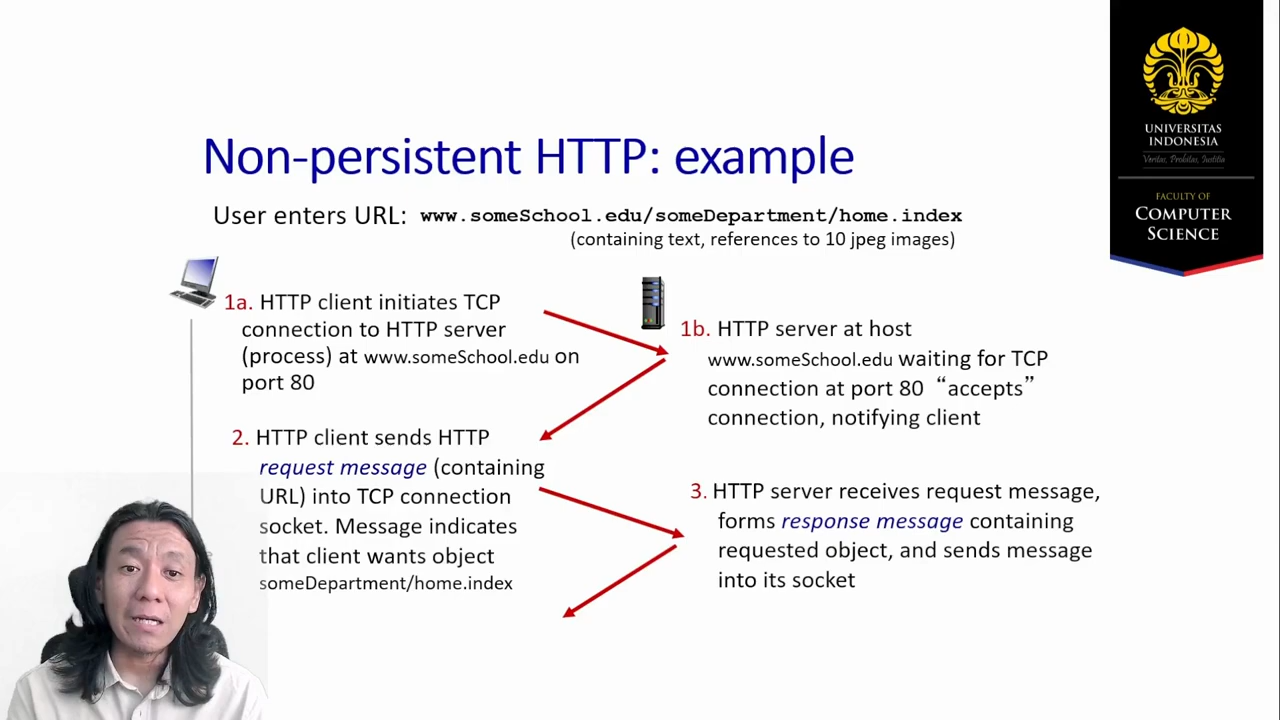 Non-persistent HTTP: example
User enters URL: www.someSchool.edu/someDepartment/home.index
(containing text, references to 10 jpeg images)
1a. HTTP client initiates TCP
connection to HTTP server
(process) at www.someSchool.edu on
port 80
1b. HTTP server at host
www.someSchool.edu waiting for TCP
connection at port 80 “accepts”
connection, notifying client
2. HTTP client sends HTTP
request message (containing
URL) into TCP connection
socket. Message indicates
that client wants object
someDepartment/home.index
3. HTTP server receives request message,
forms response message containing
requested object, and sends message
into its socket
UNIVERSITAS
INDONESIA
Veritas, Probitas, Iustitia
FACULTY OF
COMPUTER
SCIENCE